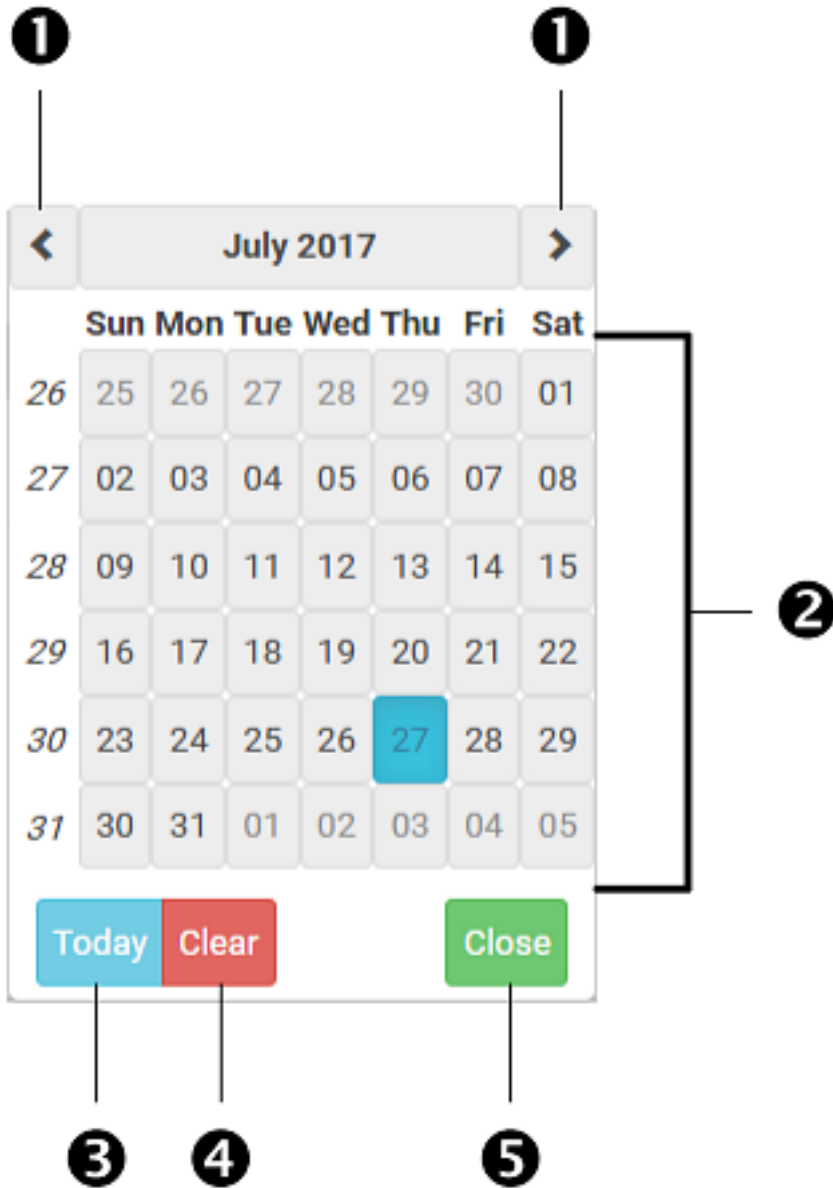 ❶ ❶
July 2017
Sun Mon Tue Wed Thu Fri Sat
26 25 26 27 28 29 30 01
27 02 03 04 05 06 07 08
28 09 10 11 12 13 14 15
❷
29 16 17 18 19 20 21 22
30 23 24 25 26 27 28 29
31 30 31 01 02 03 04 05
Today Clear Close
❸ ❹ ❺